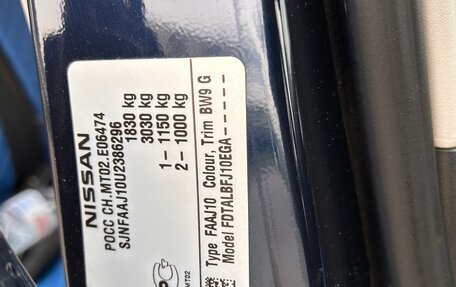 NISSAN
POCC CH.MT02.E06474
SJNFAAJ10U2386296
1830 kg
3030 kg
1- 1150 kg
2- 1000 kg
MT02
Type FAAJ10 Colour, Trim BW9 G
Model FDTALBFJ10EGA-----